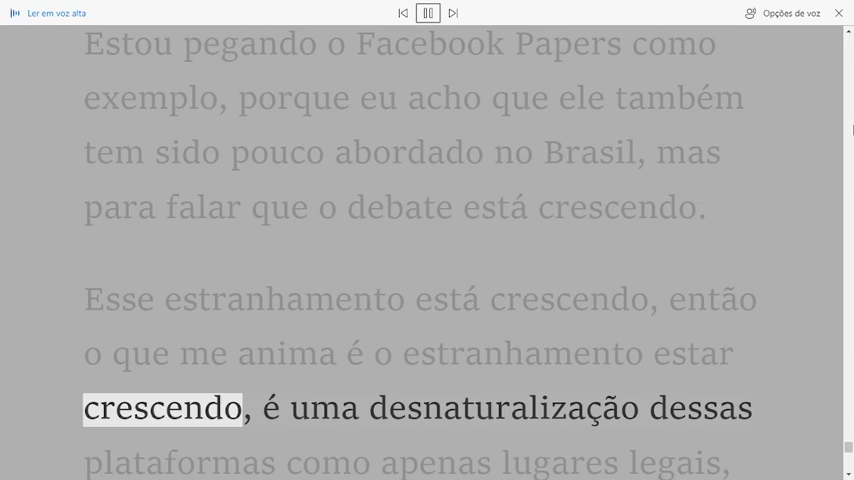 Ler em voz alta
Opções de voz
Estou pegando o Facebook Papers como
exemplo, porque eu acho que ele também
tem sido pouco abordado no Brasil, mas
para falar que o debate está crescendo.
Esse estranhamento está crescendo, então
o que me anima é o estranhamento estar
crescendo, é uma desnaturalização dessas
plataformas como apenas lugares legais,